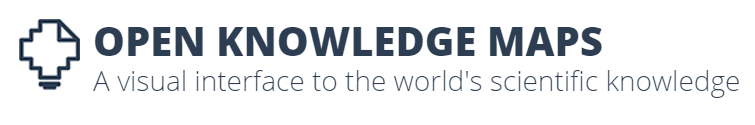 OPEN KNOWLEDGE MAPS
A visual interface to the world's scientific knowledge